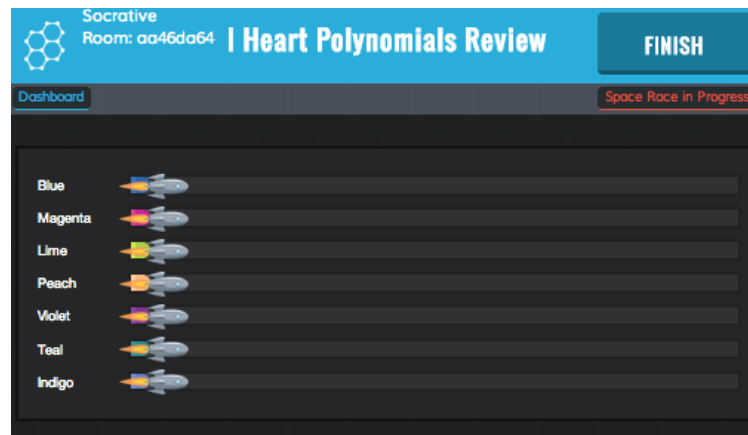 Socrative
Room: aa46da64
I Heart Polynomials Review
FINISH
Dashboard
Space Race in Progress
Blue
Magenta
Lime
Peach
Violet
Teal
Indigo